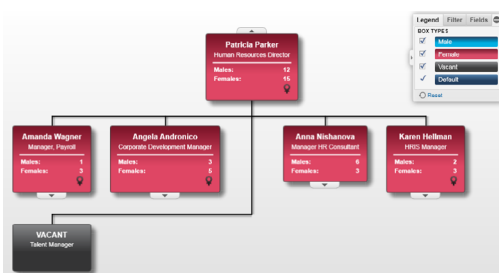 Legend Filter Fields
BOX TYPES
Male
Female
Vacant
Default
Reset
Patricia Parker
Human Resources Director
Males: 12
Females: 15
Amanda Wagner
Manager, Payroll
Males: 1
Females: 3
Angela Andronico
Corporate Development Manager
Males: 3
Females: 5
Anna Nishanova
Manager HR Consultant
Males: 6
Females: 3
Karen Hellman
HRIS Manager
Males: 2
Females: 3
VACANT
Talent Manager